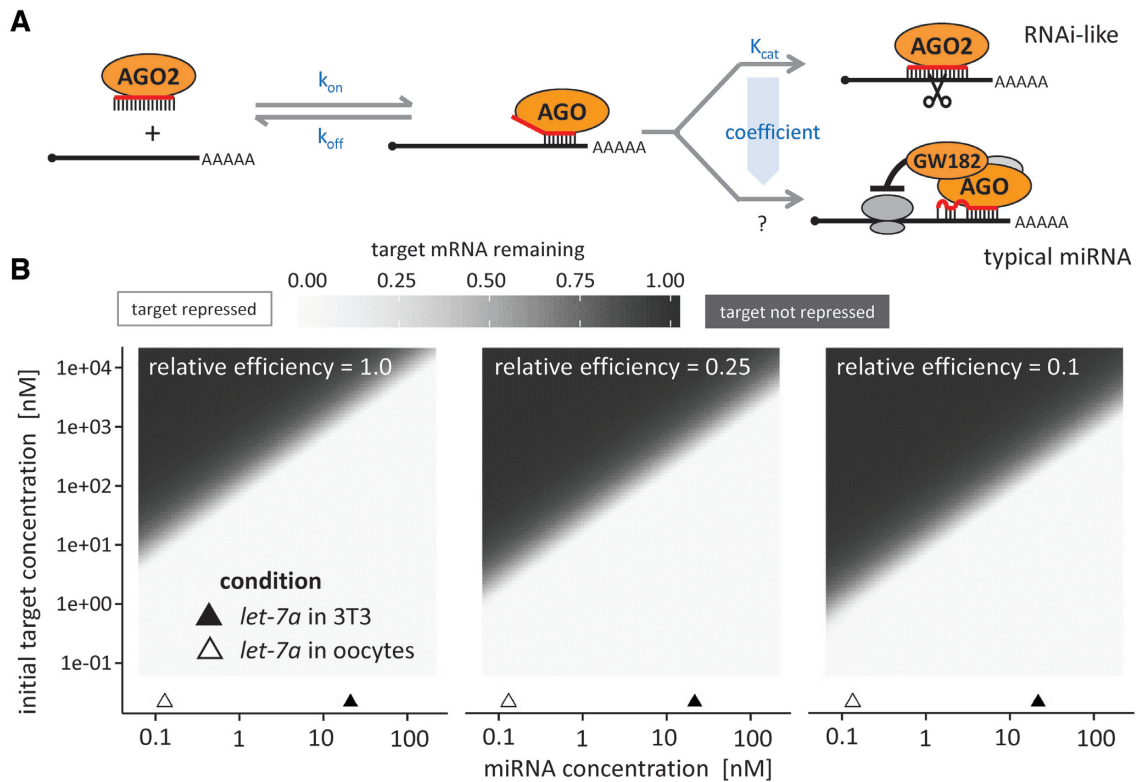 A
AGO2
+
AAAAA
kon
koff
AGO
AAAAA
Kcat
coefficient
?
AGO2
AAAAA
RNAi-like
GW182
AGO
AAAAA
typical miRNA
B
target mRNA remaining
target repressed
0.00 0.25 0.50 0.75 1.00
target not repressed
initial target concentration [nM]
1e+04
1e+03
1e+02
1e+01
1e+00
1e-01
relative efficiency = 1.0
condition
let-7a in 3T3
let-7a in oocytes
relative efficiency = 0.25
relative efficiency = 0.1
0.1 1 10 100
0.1 1 10 100
0.1 1 10 100
miRNA concentration [nM]